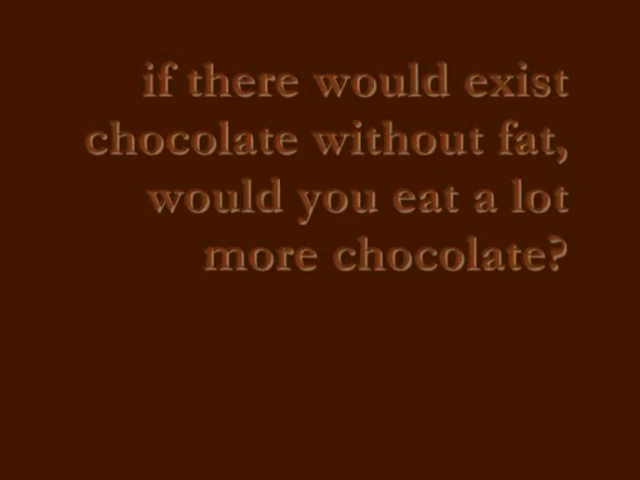 if there would exist
chocolate without fat,
would you eat a lot
more chocolate?